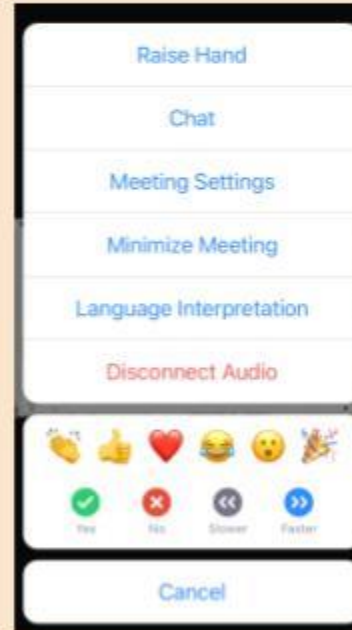 Raise Hand
Chat
Meeting Settings
Minimize Meeting
Language Interpretation
Disconnect Audio
Yes No Slower Faster
Cancel